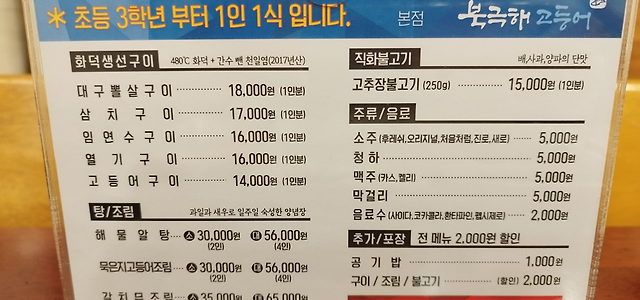 * 초등 3학년 부터 1인 1식 입니다. 본점 북극해고등어
화덕생선구이 480℃ 화덕 + 간수 뺀 천일염(2017년산)
대구뽈살구이 18,000원 (1인분)
삼치구이 17,000원 (1인분)
임연수구이 16,000원 (1인분)
열기구이 16,000원 (1인분)
고등어구이 14,000원 (1인분)
탕/조림 과일과 새우로 일주일 숙성한 양념장
해물알탕 소 30,000원 대 56,000원
(2인) (4인)
묵은지고등어조림 소 30,000원 대 56,000원
(2인) (4인)
갈치무조림 소 35,000원 대 65,000원
직화불고기 배,사과,양파의 단맛
고추장불고기 (250g) 15,000원 (1인분)
주류/음료
소주 (후레쉬,오리지널,처음처럼,진로,새로) 5,000원
청하 5,000원
맥주 (카스,켈리) 5,000원
막걸리 5,000원
음료수 (사이다,코카콜라,환타파인,펩시제로) 2,000원
추가/포장 전 메뉴 2,000원 할인
공기밥 1,000원
구이 / 조림 / 불고기 (할인) 2,000원